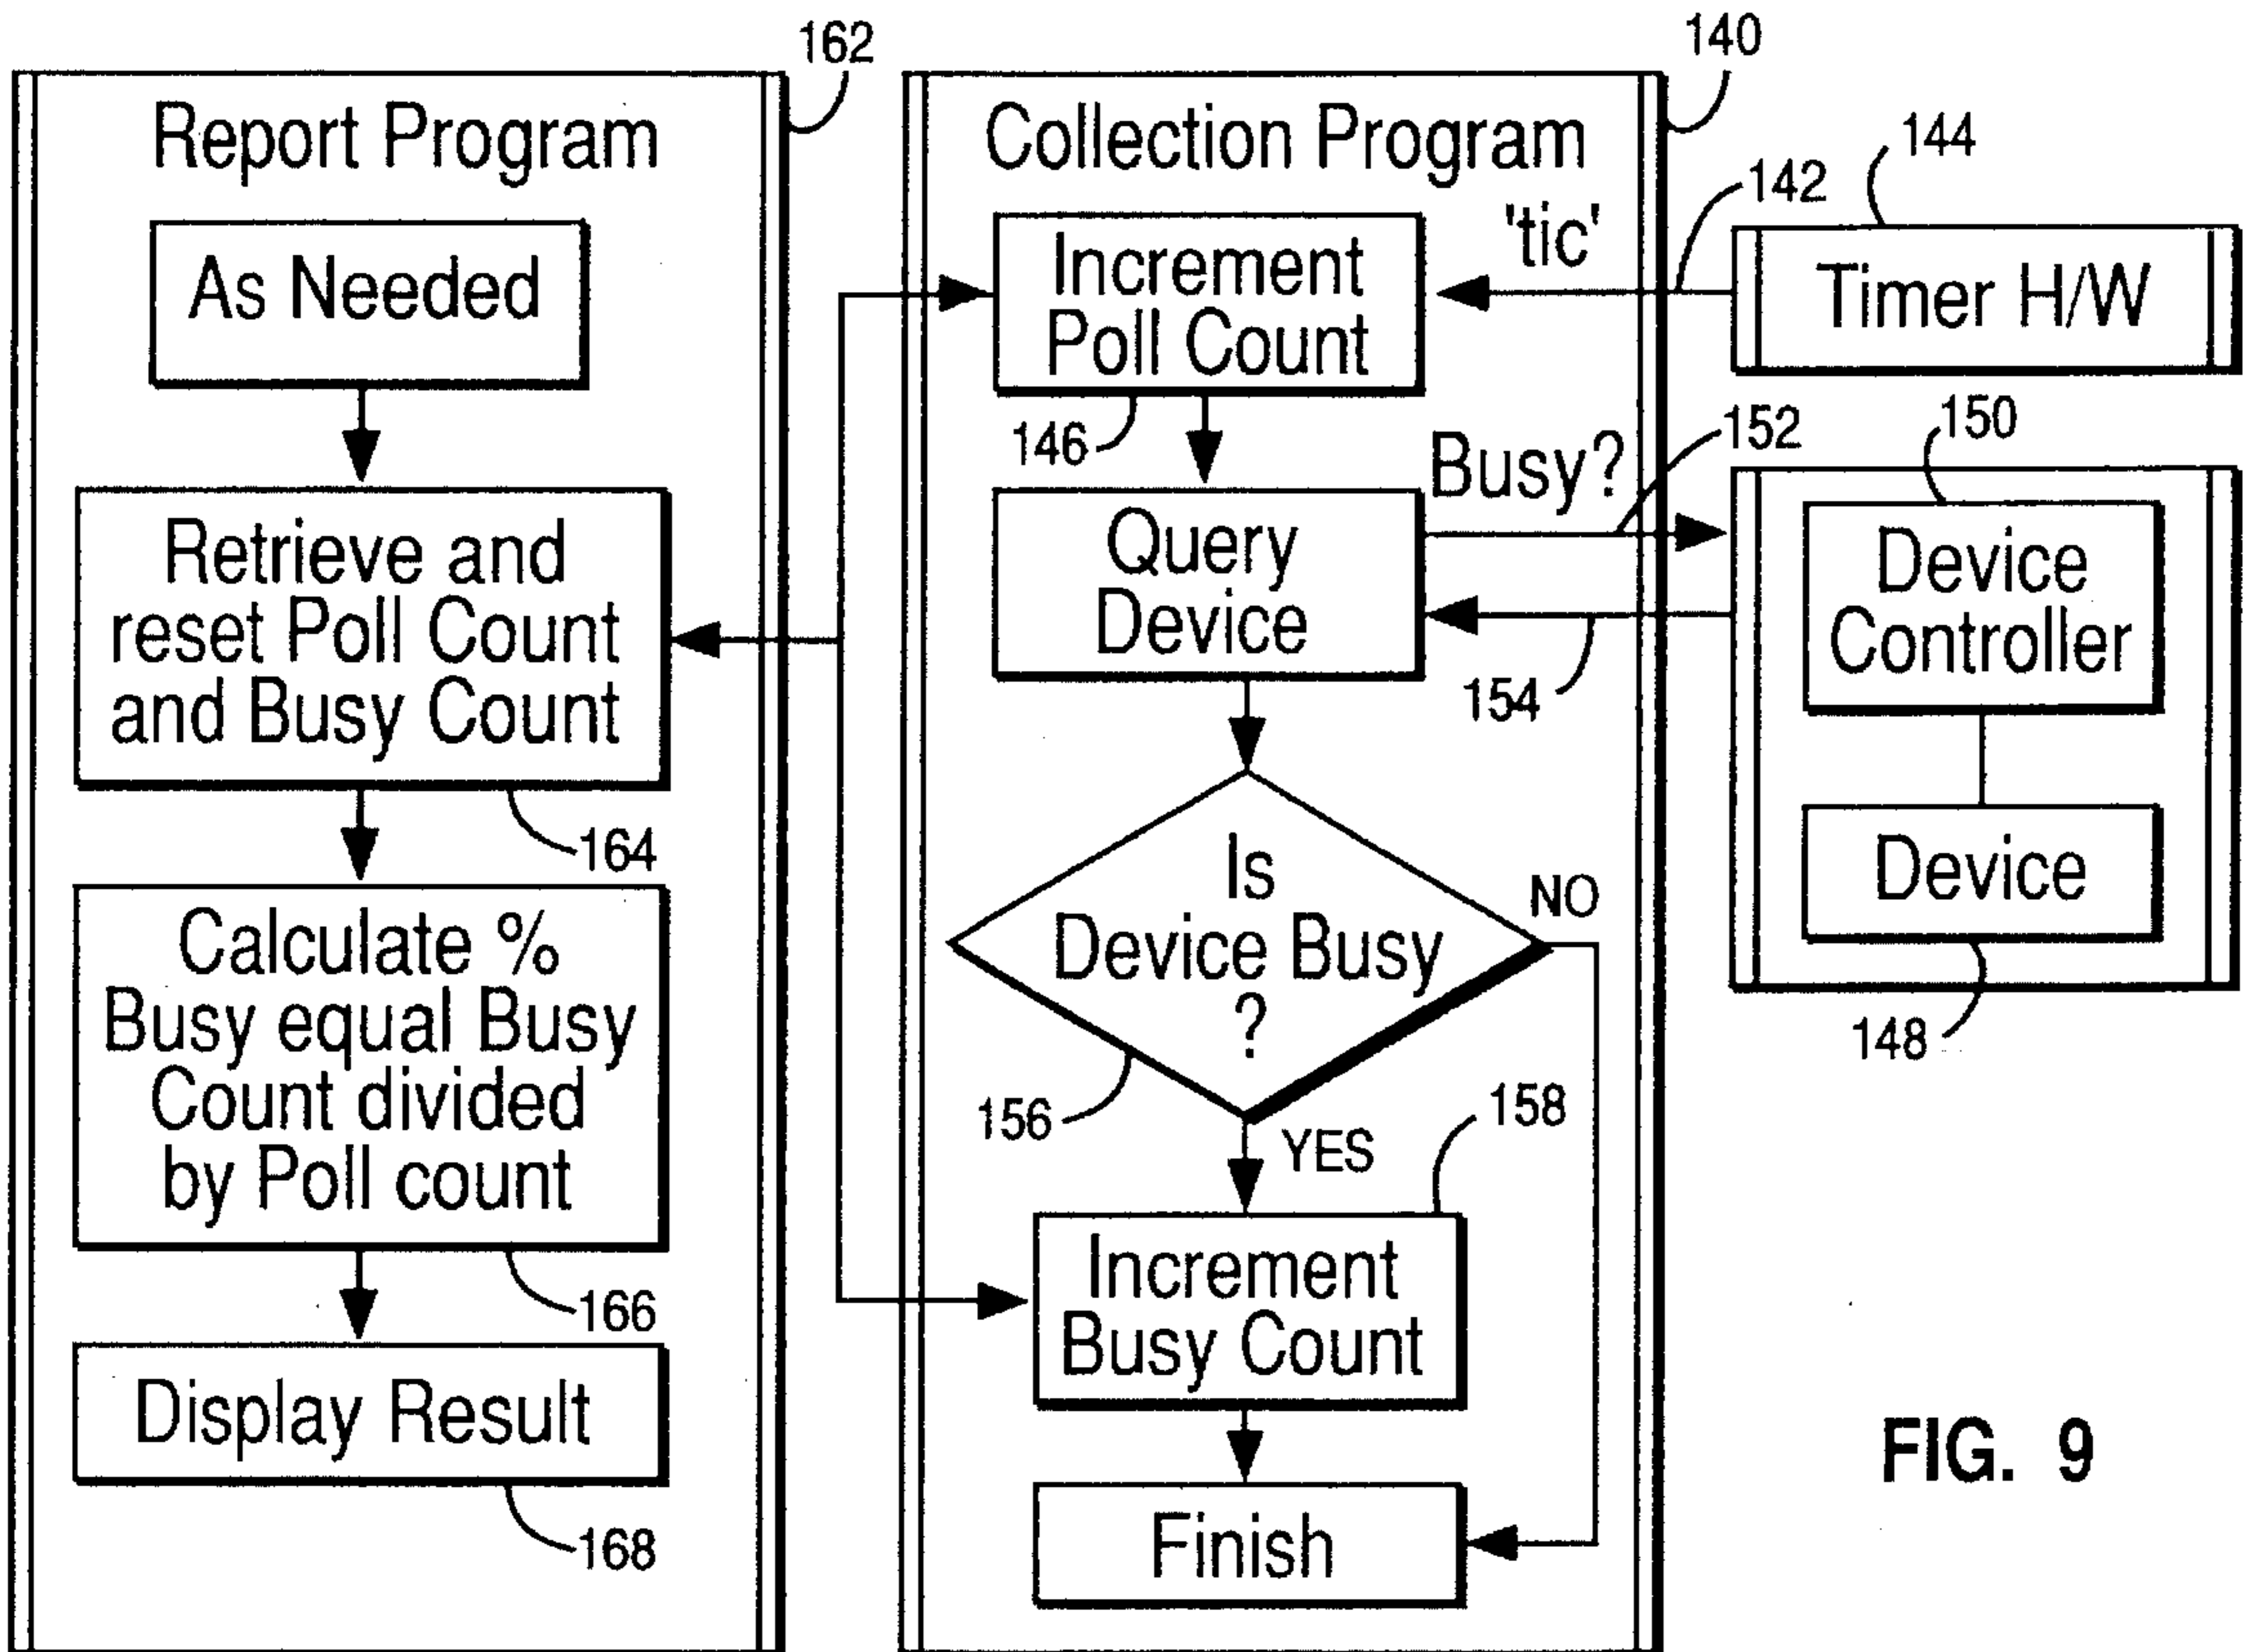 162
Report Program
As Needed
Retrieve and
reset Poll Count
and Busy Count
164
Calculate %
Busy equal Busy
Count divided
by Poll count
166
Display Result
168
140
Collection Program
'tic'
142
144
Timer H/W
Increment
Poll Count
146
Busy?
152
150
Query
Device
154
Device
Controller
Device
148
Is
Device Busy
?
NO
156
YES
158
Increment
Busy Count
Finish
FIG. 9